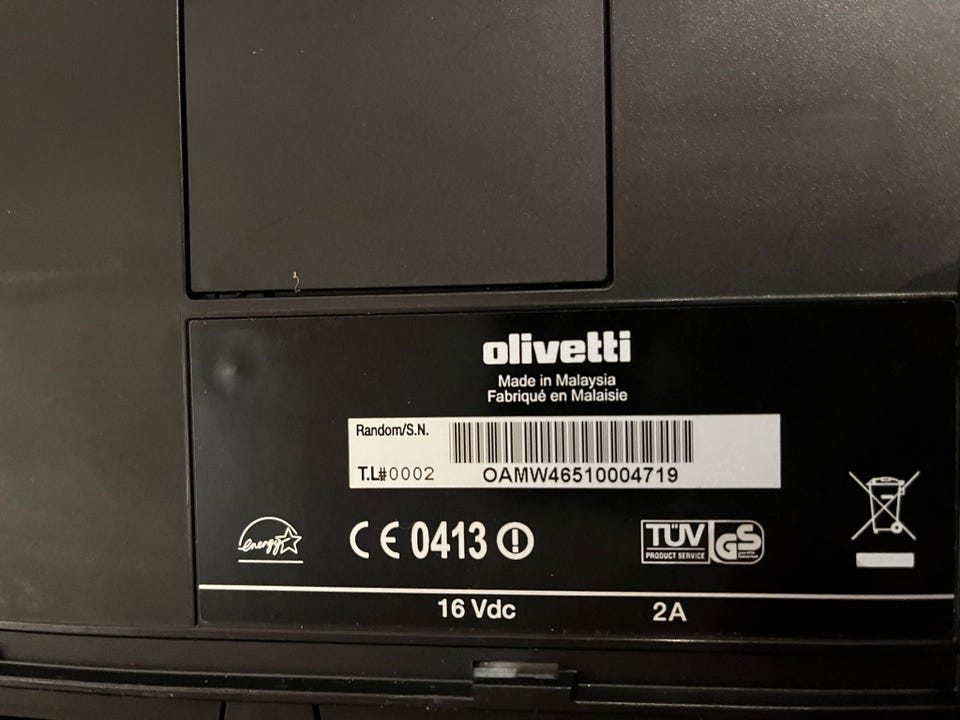 olivetti
Made in Malaysia
Fabriqué en Malaisie
Random/S.N.
T.L#0002 OAMW46510004719
energy
CE 0413
TÜV GS
PRODUCT SERVICE
16 Vdc 2A